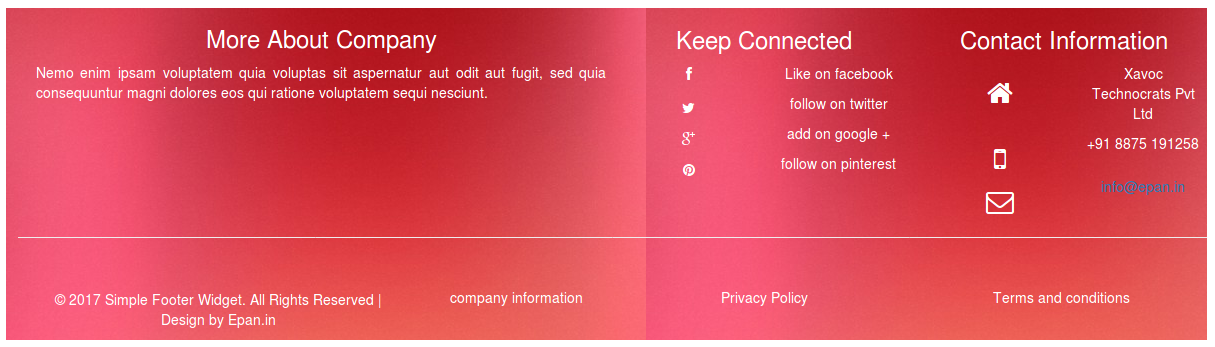 More About Company
Nemo enim ipsam voluptatem quia voluptas sit aspernatur aut odit aut fugit, sed quia
consequuntur magni dolores eos qui ratione voluptatem sequi nesciunt.
Keep Connected
Like on facebook
follow on twitter
add on google +
follow on pinterest
Contact Information
Xavoc
Technocrats Pvt
Ltd
+91 8875 191258
info@epan.in
© 2017 Simple Footer Widget. All Rights Reserved |
Design by Epan.in
company information
Privacy Policy
Terms and conditions